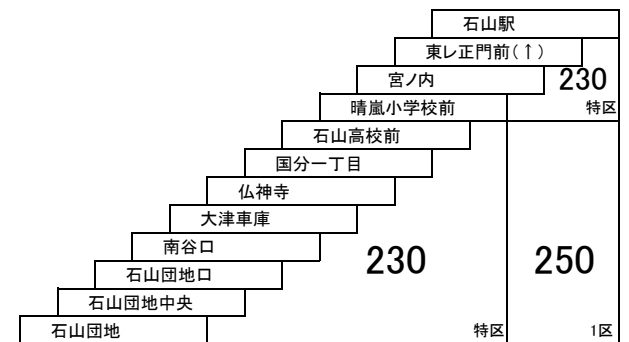 石山駅
東レ正門前(↑)
宮ノ内
230
晴嵐小学校前
特区
石山高校前
国分一丁目
仏神寺
大津車庫
南谷口
230
250
石山団地口
石山団地中央
石山団地
特区
1区